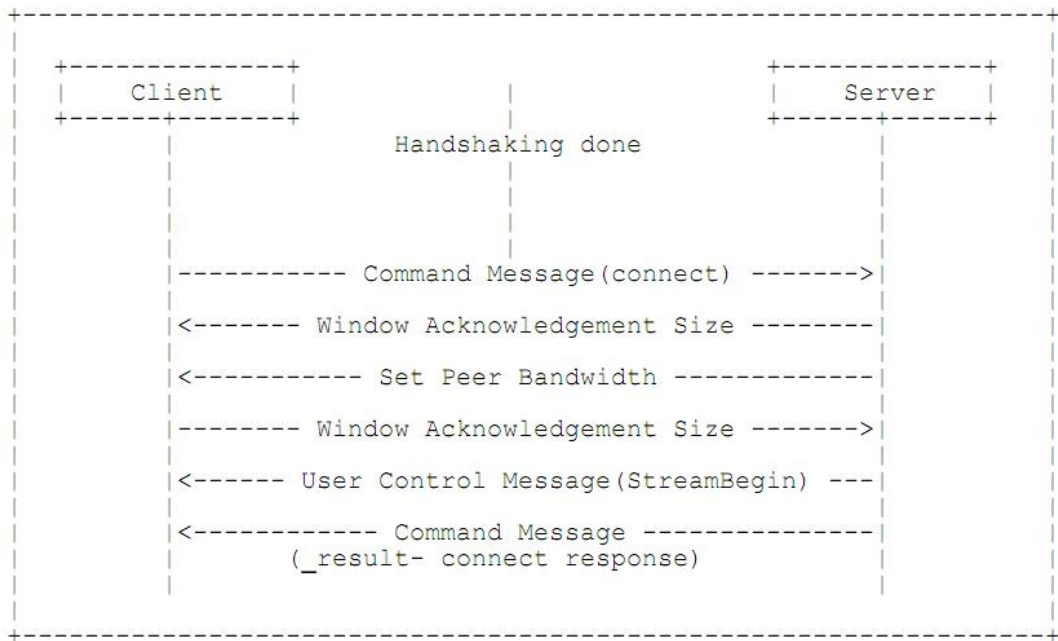 Client Server
Handshaking done
Command Message(connect)
Window Acknowledgement Size
Set Peer Bandwidth
Window Acknowledgement Size
User Control Message(StreamBegin)
Command Message
(_result- connect response)